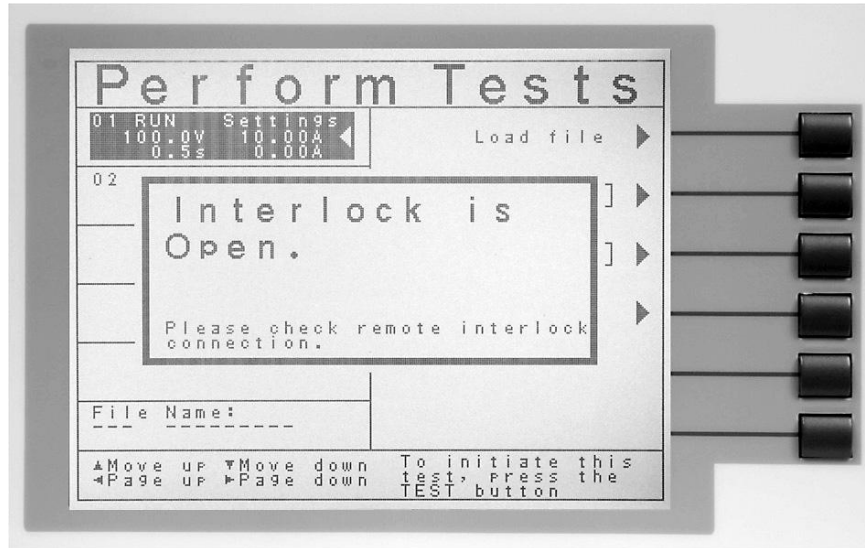 Perform Tests
01 RUN Settings
100.0V 10.00A
0.5s 0.00A
Load file
02
]
]
Interlock is
Open.
Please check remote interlock
connection.
File Name:
▲Move up ▼Move down
◄Page up ►Page down
To initiate this
test, press the
TEST button